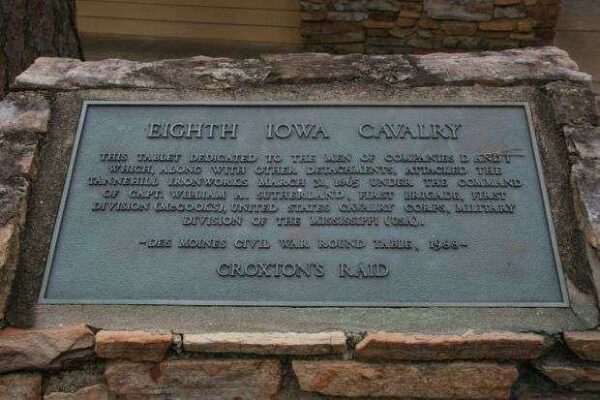 EIGHTH IOWA CAVALRY
THIS TABLET DEDICATED TO THE MEN OF COMPANIES D AND I
WHICH, ALONG WITH OTHER DETACHMENTS, ATTACKED THE
TANNEHILL IRONWORKS MARCH 31, 1865 UNDER THE COMMAND
OF CAPT. WILLIAM A. SUTHERLAND, FIRST BRIGADE, FIRST
DIVISION (McCOOK'S), UNITED STATES CAVALRY CORPS, MILITARY
DIVISION OF THE MISSISSIPPI (USA).
-DES MOINES CIVIL WAR ROUND TABLE, 1988-
CROXTON'S RAID